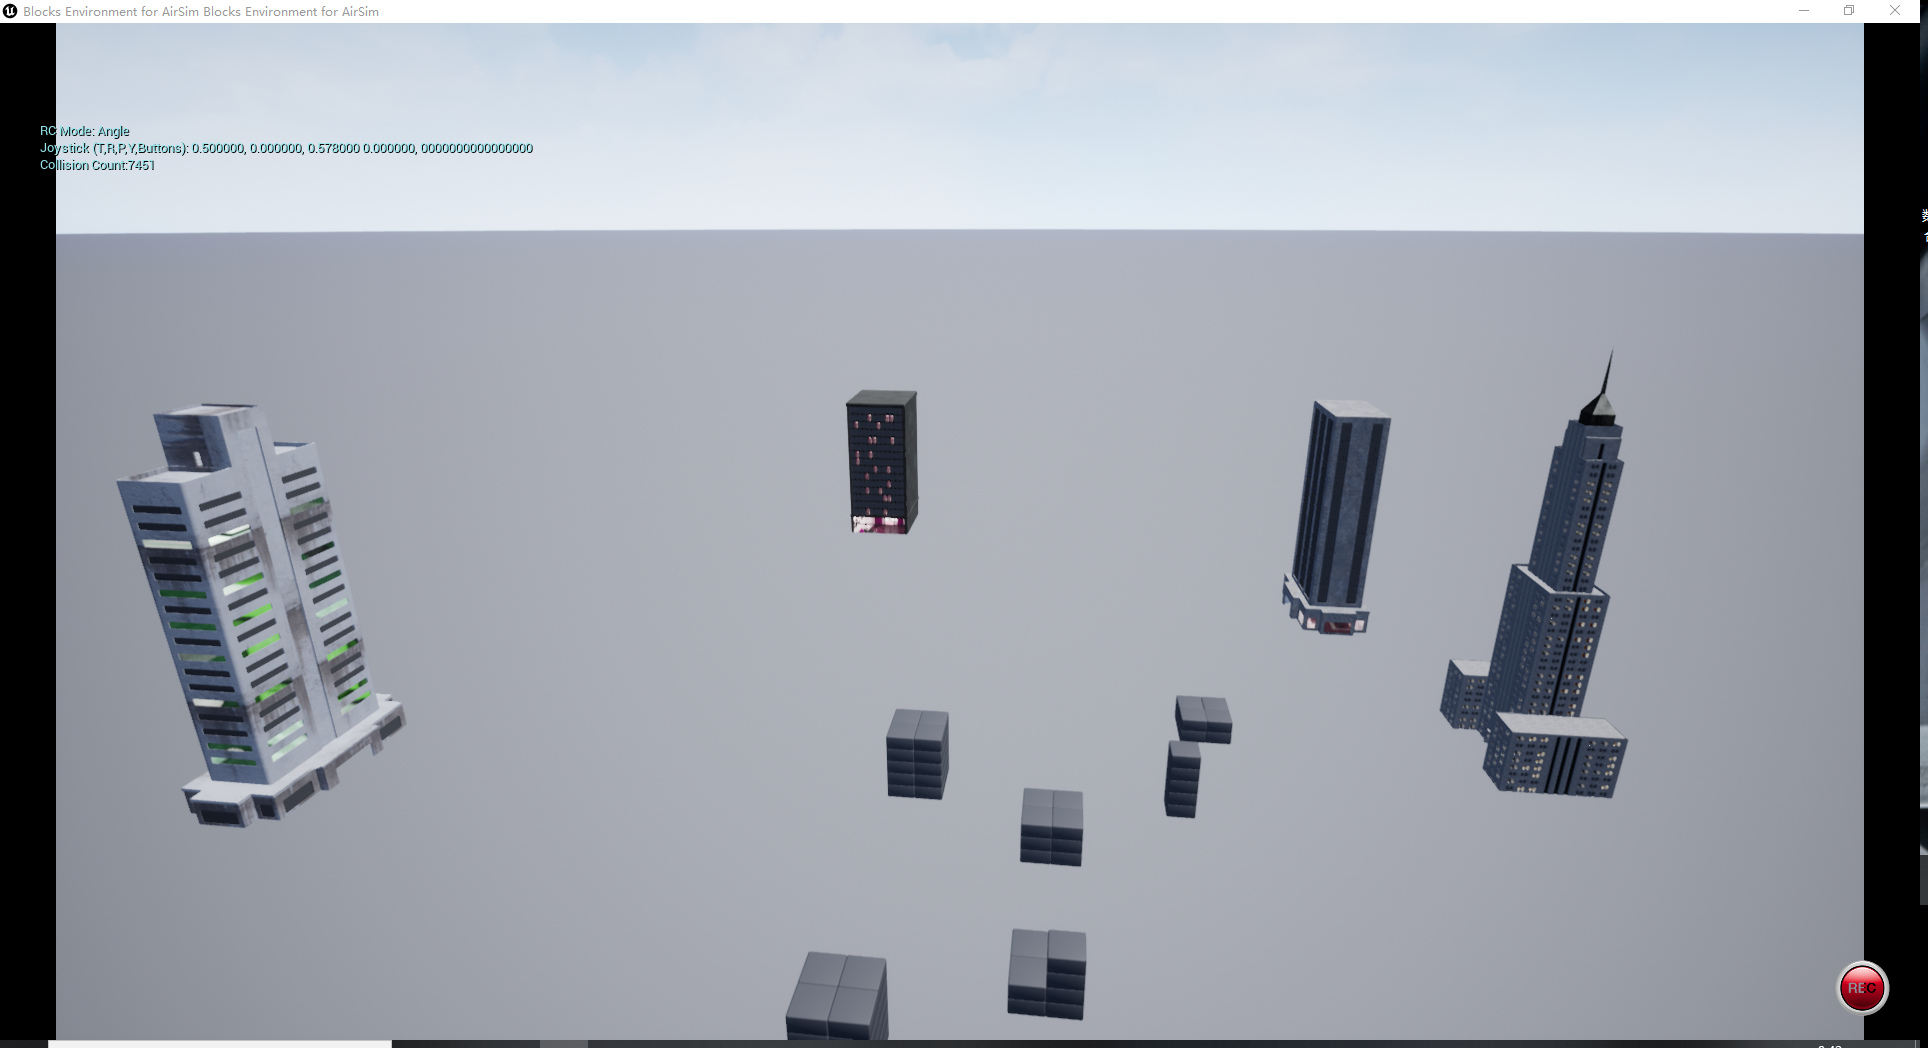 Blocks Environment for AirSim Blocks Environment for AirSim
RC Mode: Angle
Joystick (T,R,P,Y,Buttons): 0.500000, 0.000000, 0.578000 0.000000, 0000000000000000
Collision Count:7451
REC